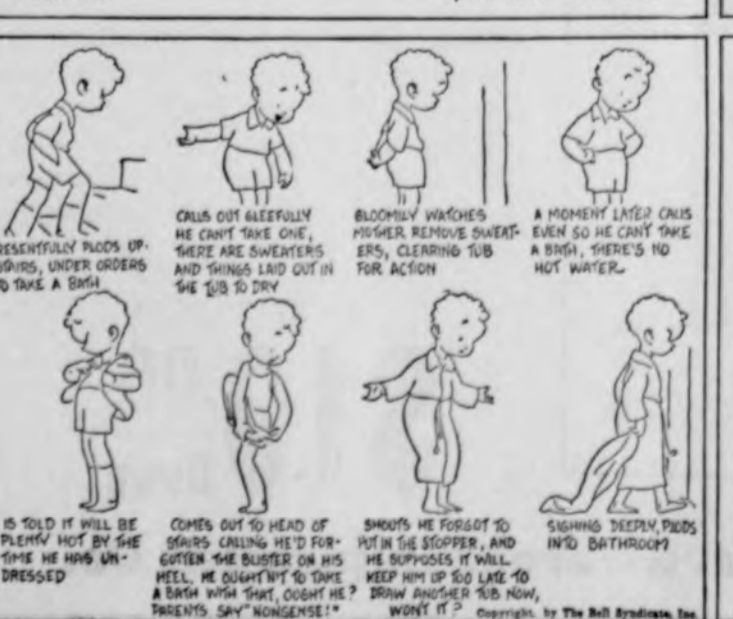 RESENTFULLY PLODS UP-
STAIRS, UNDER ORDERS
TO TAKE A BATH
CALLS OUT GLEEFULLY
HE CAN'T TAKE ONE,
THERE ARE SWEATERS
AND THINGS LAID OUT IN
THE TUB TO DRY
GLOOMILY WATCHES
MOTHER REMOVE SWEAT-
ERS, CLEARING TUB
FOR ACTION
A MOMENT LATER CALLS
EVEN SO HE CAN'T TAKE
A BATH, THERE'S NO
HOT WATER.
IS TOLD IT WILL BE
PLENTY HOT BY THE
TIME HE HAS UN-
DRESSED
COMES OUT TO HEAD OF
STAIRS CALLING HE'D FOR-
GOTTEN THE BLISTER ON HIS
HEEL. HE OUGHTN'T TO TAKE
A BATH WITH THAT, OUGHT HE?
PARENTS SAY "NONSENSE!"
SHOUTS HE FORGOT TO
PUT IN THE STOPPER, AND
HE SUPPOSES IT WILL
KEEP HIM UP TOO LATE TO
DRAW ANOTHER TUB NOW,
WON'T IT?
SIGHING DEEPLY, PLODS
INTO BATHROOM
Copyright, by The Bell Syndicate, Inc.